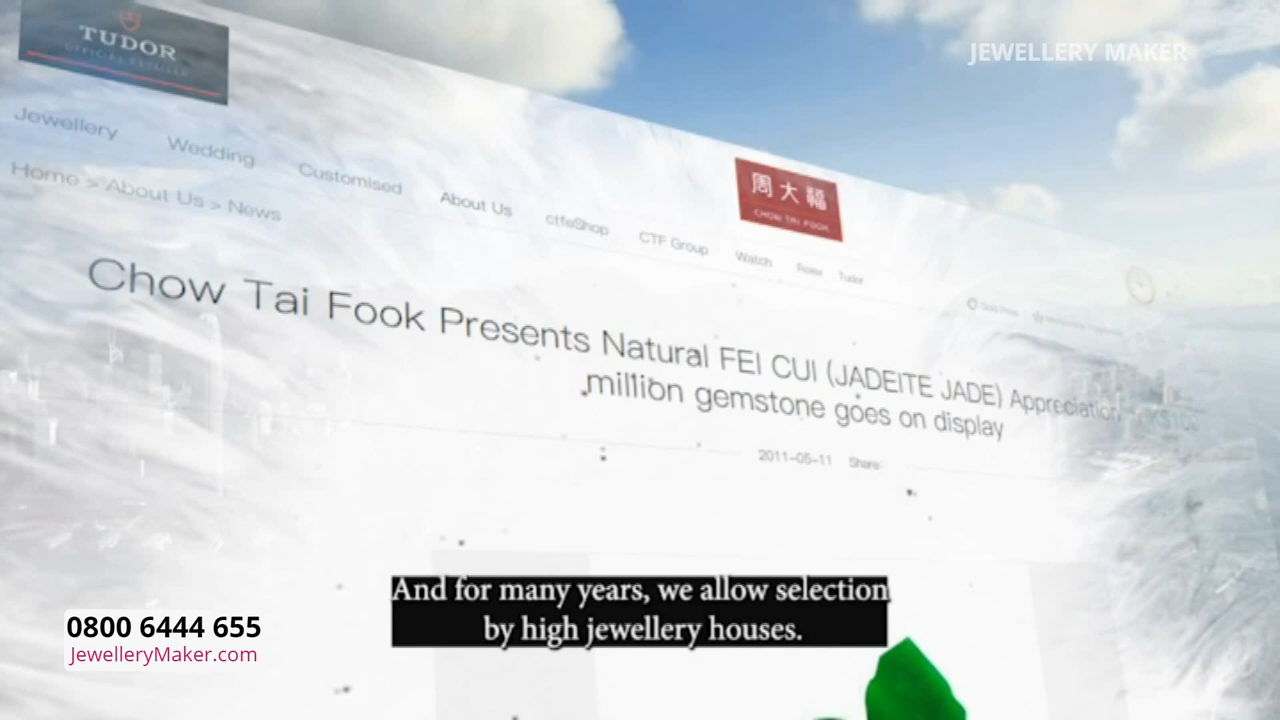 TUDOR
OFFICIAL RETAILER
JEWELLERY MAKER
周大福
CHOW TAI FOOK
Jewellery Wedding Customised About Us ctfeShop CTF Group Watch Rolex Tudor
Home > About Us > News
Chow Tai Fook Presents Natural FEI CUI (JADEITE JADE) Appreciation
million gemstone goes on display
2011-05-11 Share:
And for many years, we allow selection
by high jewellery houses.
0800 6444 655
JewelleryMaker.com